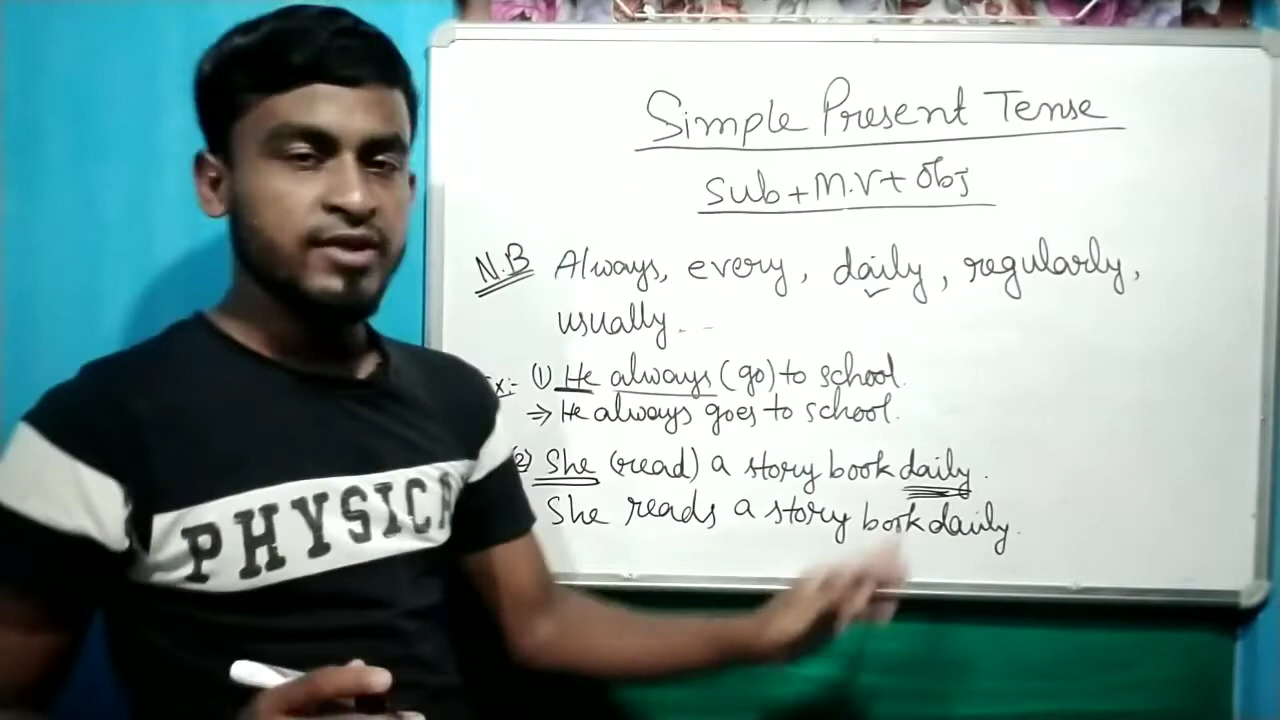 Simple Present Tense
Sub + M.V + Obj
N.B Always, every, daily, regularly,
usually...
Ex:- (1) He always (go) to school.
⇒ He always goes to school.
(2) She (read) a story book daily.
She reads a story book daily.
PHYSICA